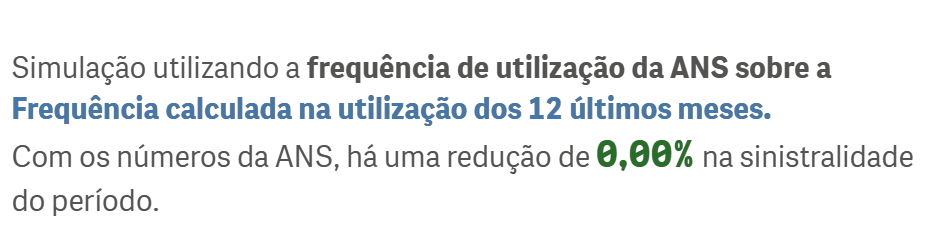 Simulação utilizando a frequência de utilização da ANS sobre a
Frequência calculada na utilização dos 12 últimos meses.
Com os números da ANS, há uma redução de 0,00% na sinistralidade
do período.